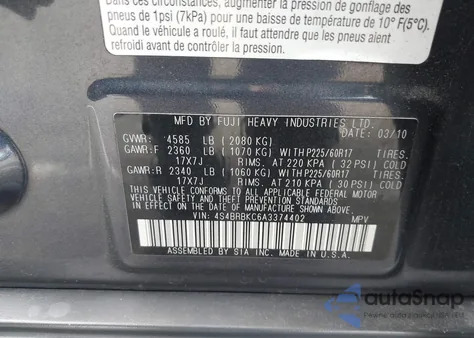 Dans ces circonstances, augmenter la pression de gonflage des
pneus de 1psi (7kPa) pour une baisse de température de 10° F(5°C).
Quand le véhicule a roulé, il faut attendre que les pneus aient
refroidi avant de contrôler la pression de gonflage.
MFD BY FUJI HEAVY INDUSTRIES LTD.
DATE: 03/10
GVWR: 4585 LB (2080 KG)
GAWR:F 2360 LB (1070 KG) WITH P225/60R17 TIRES,
17X7J RIMS, AT 220 KPA (32 PSI) COLD
GAWR:R 2340 LB (1060 KG) WITH P225/60R17 TIRES,
17X7J RIMS, AT 210 KPA (30 PSI) COLD
THIS VEHICLE CONFORMS TO ALL APPLICABLE FEDERAL MOTOR
VEHICLE SAFETY AND THEFT PREVENTION STANDARDS IN EFFECT
ON THE DATE OF MANUFACTURE SHOWN ABOVE.
VIN: 4S4BRBKC6A3374402 MPV
ASSEMBLED BY SIA INC. MADE IN U.S.A.
autoSnap